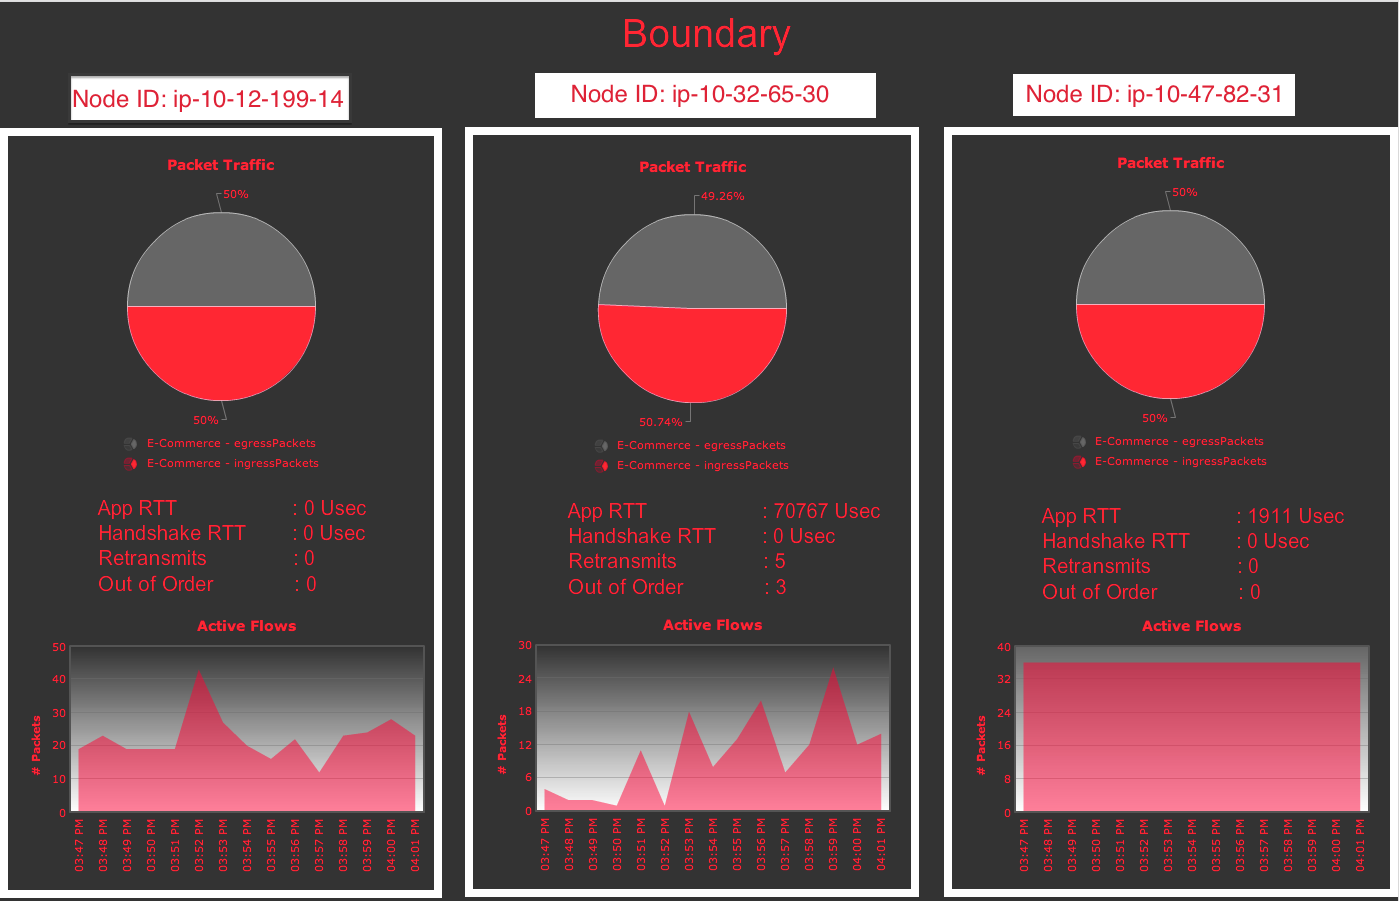 Boundary
Node ID: ip-10-12-199-14
Packet Traffic
50%
50%
E-Commerce - egressPackets
E-Commerce - ingressPackets
App RTT : 0 Usec
Handshake RTT : 0 Usec
Retransmits : 0
Out of Order : 0
Active Flows
# Packets
50
40
30
20
10
0
03:47 PM
03:48 PM
03:49 PM
03:50 PM
03:51 PM
03:52 PM
03:53 PM
03:54 PM
03:55 PM
03:56 PM
03:57 PM
03:58 PM
03:59 PM
04:00 PM
04:01 PM
Node ID: ip-10-32-65-30
Packet Traffic
49.26%
50.74%
E-Commerce - egressPackets
E-Commerce - ingressPackets
App RTT : 70767 Usec
Handshake RTT : 0 Usec
Retransmits : 5
Out of Order : 3
Active Flows
# Packets
30
24
18
12
6
0
03:47 PM
03:48 PM
03:49 PM
03:50 PM
03:51 PM
03:52 PM
03:53 PM
03:54 PM
03:55 PM
03:56 PM
03:57 PM
03:58 PM
03:59 PM
04:00 PM
04:01 PM
Node ID: ip-10-47-82-31
Packet Traffic
50%
50%
E-Commerce - egressPackets
E-Commerce - ingressPackets
App RTT : 1911 Usec
Handshake RTT : 0 Usec
Retransmits : 0
Out of Order : 0
Active Flows
# Packets
40
32
24
16
8
0
03:47 PM
03:48 PM
03:49 PM
03:50 PM
03:51 PM
03:52 PM
03:53 PM
03:54 PM
03:55 PM
03:56 PM
03:57 PM
03:58 PM
03:59 PM
04:00 PM
04:01 PM